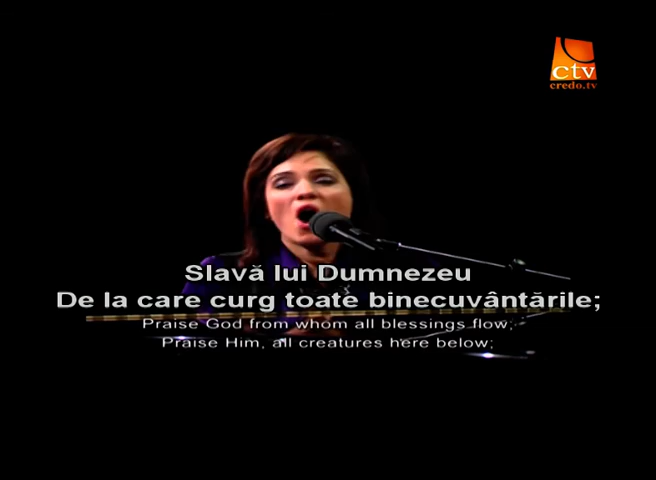 ctv
credo.tv
Slavă lui Dumnezeu
De la care curg toate binecuvântările;
Praise God from whom all blessings flow;
Praise Him, all creatures here below;